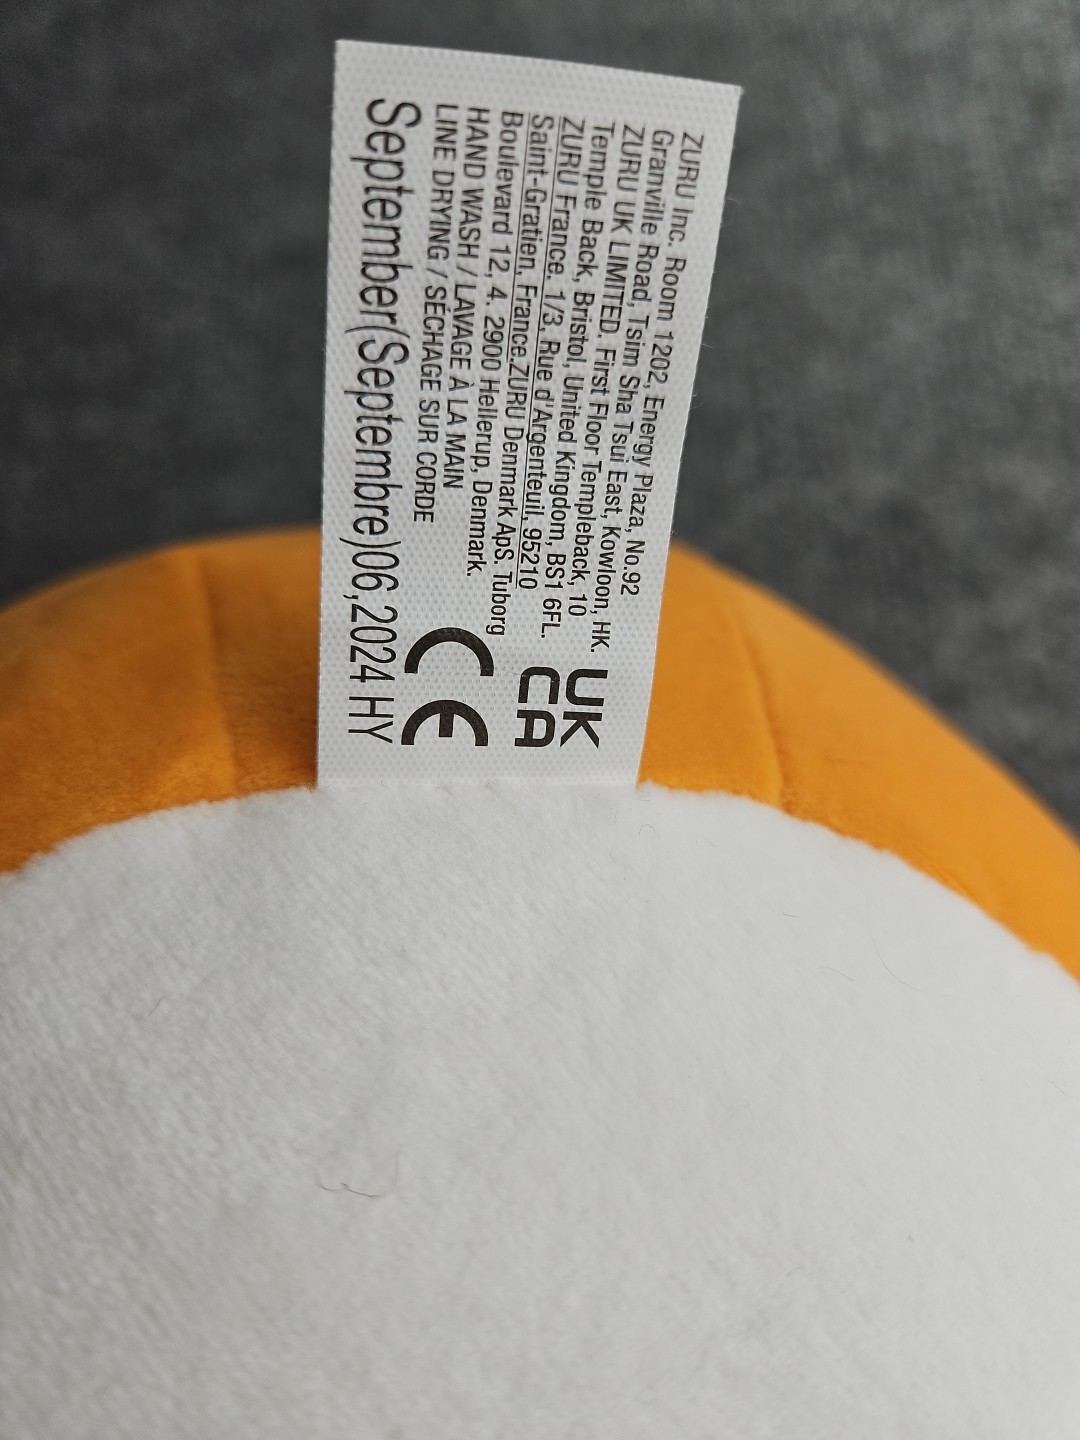 ZURU Inc. Room 1202, Energy Plaza, No.92
Granville Road, Tsim Sha Tsui East, Kowloon, HK.
ZURU UK LIMITED. First Floor Templeback, 10
Temple Back, Bristol, United Kingdom, BS1 6FL.
ZURU France. 1/3, Rue d'Argenteuil, 95210
Saint-Gratien, France.ZURU Denmark ApS. Tuborg
Boulevard 12, 4. 2900 Hellerup, Denmark.
HAND WASH / LAVAGE À LA MAIN
LINE DRYING / SÉCHAGE SUR CORDE
September(Septembre)06,2024 HY
UK
CA
CE